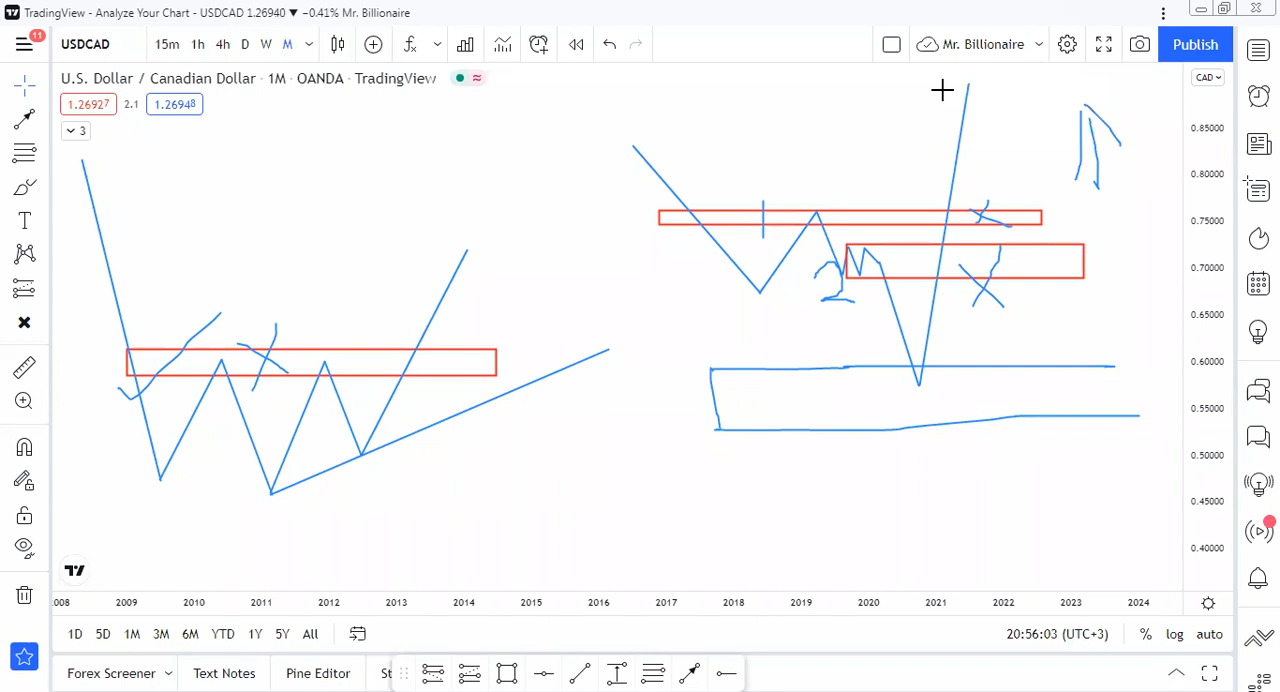 TradingView - Analyze Your Chart - USDCAD 1.26940 ▼ −0.41% Mr. Billionaire
11
USDCAD 15m 1h 4h D W M Mr. Billionaire Publish
U.S. Dollar / Canadian Dollar · 1M · OANDA · TradingView
CAD
1.26927 2.1 1.26948
3
0.85000
0.80000
0.75000
0.70000
0.65000
0.60000
0.55000
0.50000
0.45000
0.40000
2
2008 2009 2010 2011 2012 2013 2014 2015 2016 2017 2018 2019 2020 2021 2022 2023 2024
1D 5D 1M 3M 6M YTD 1Y 5Y All 20:56:03 (UTC+3) % log auto
Forex Screener Text Notes Pine Editor St